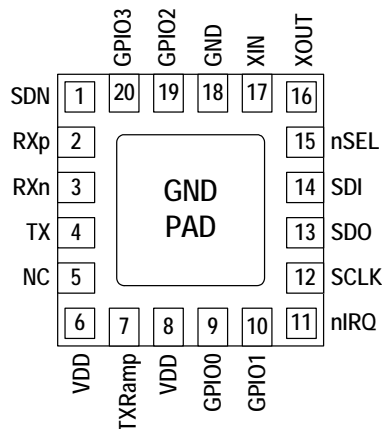 GPIO3 GPIO2 GND XIN XOUT
20 19 18 17 16
SDN 1
RXp 2
RXn 3
TX 4
NC 5
6
VDD
GND
PAD
15 nSEL
14 SDI
13 SDO
12 SCLK
11 nIRQ
7 8 9 10
TXRamp VDD GPIO0 GPIO1